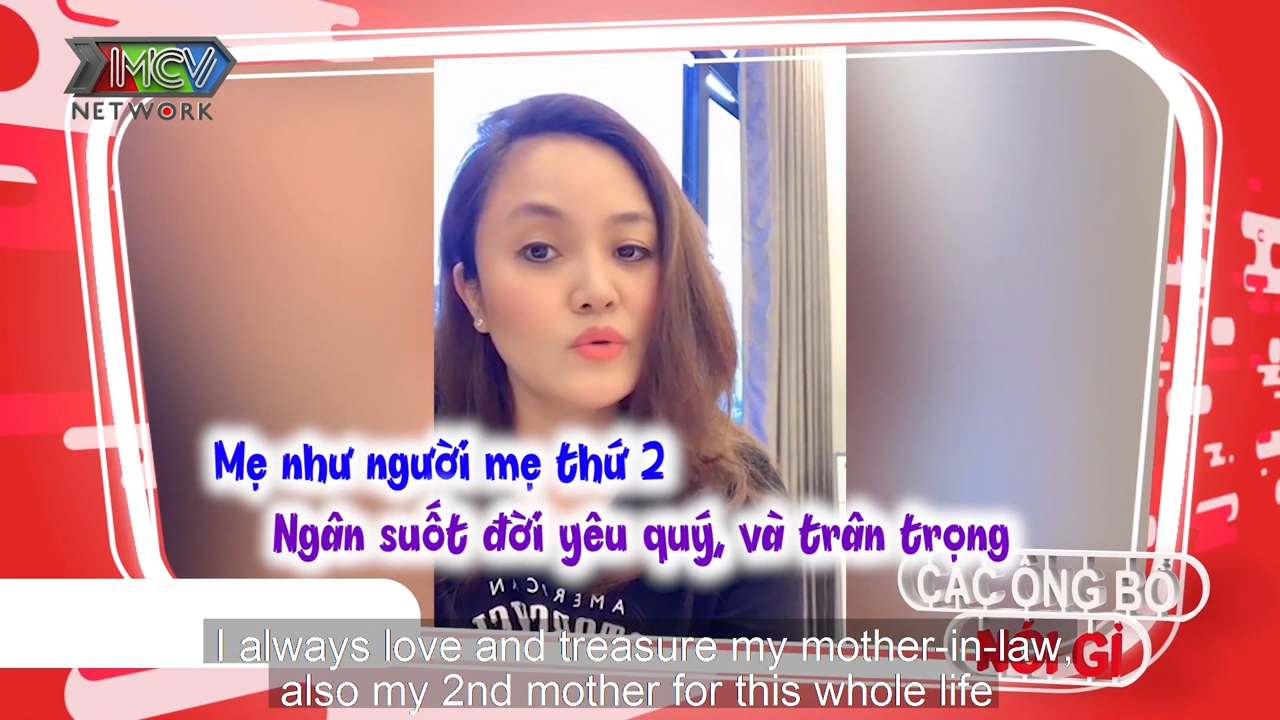 MCV
NETWORK
Mẹ như người mẹ thứ 2
Ngân suốt đời yêu quý, và trân trọng
AMERICAN
CÁC ÔNG BỐ
NÓI GÌ
I always love and treasure my mother-in-law,
also my 2nd mother for this whole life